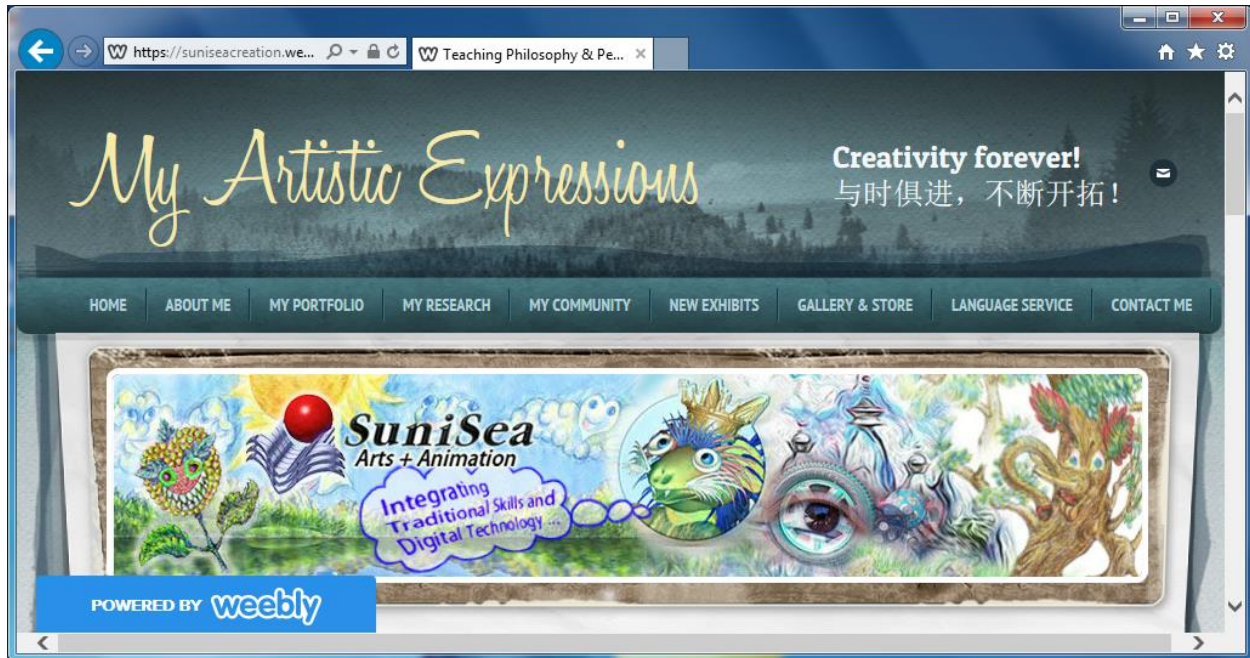 https://suniseacreation.we...
Teaching Philosophy & Pe...
My Artistic Expressions
Creativity forever!
与时俱进，不断开拓！
HOME ABOUT ME MY PORTFOLIO MY RESEARCH MY COMMUNITY NEW EXHIBITS GALLERY & STORE LANGUAGE SERVICE CONTACT ME
SuniSea
Arts + Animation
Integrating
Traditional Skills and
Digital Technology ...
POWERED BY weebly